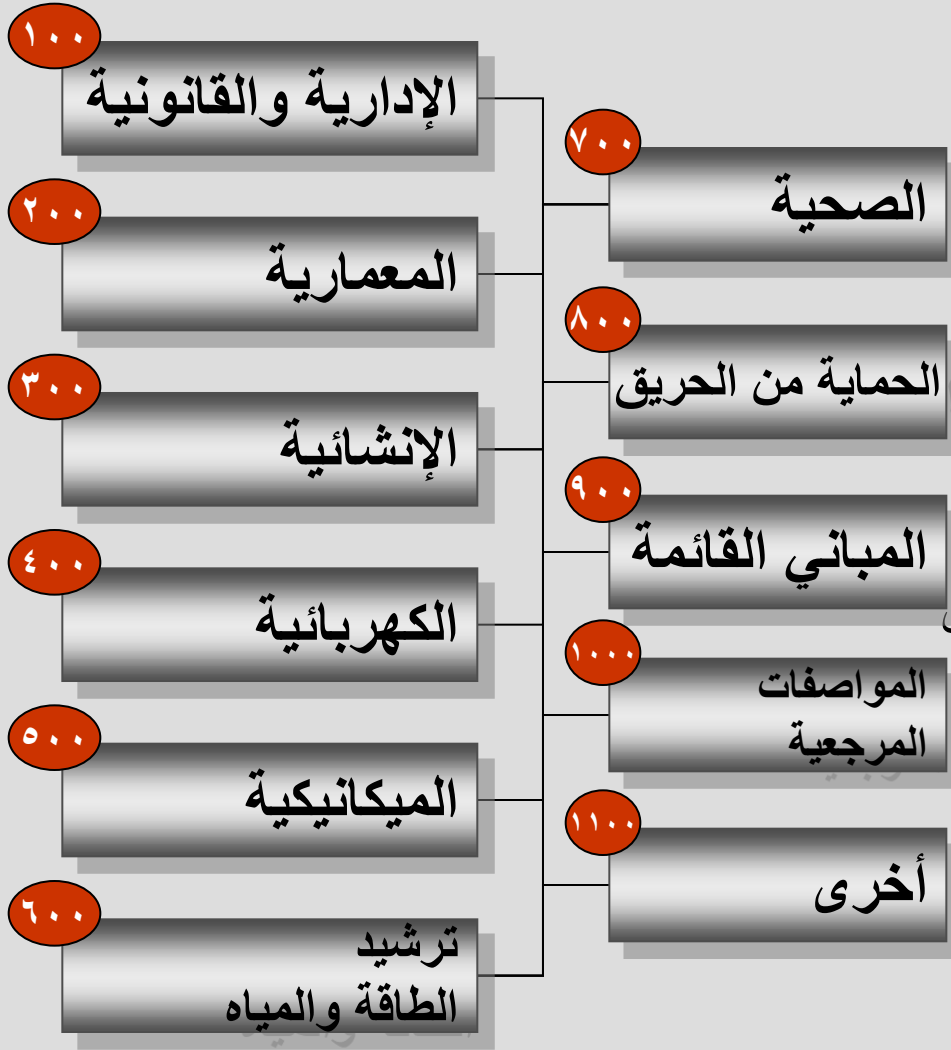 ١٠٠
الإدارية والقانونية
٢٠٠
المعمارية
٣٠٠
الإنشائية
٤٠٠
الكهربائية
٥٠٠
الميكانيكية
٦٠٠
ترشيد
الطاقة والمياه
٧٠٠
الصحية
٨٠٠
الحماية من الحريق
٩٠٠
المباني القائمة
١٠٠٠
المواصفات
المرجعية
١١٠٠
أخرى